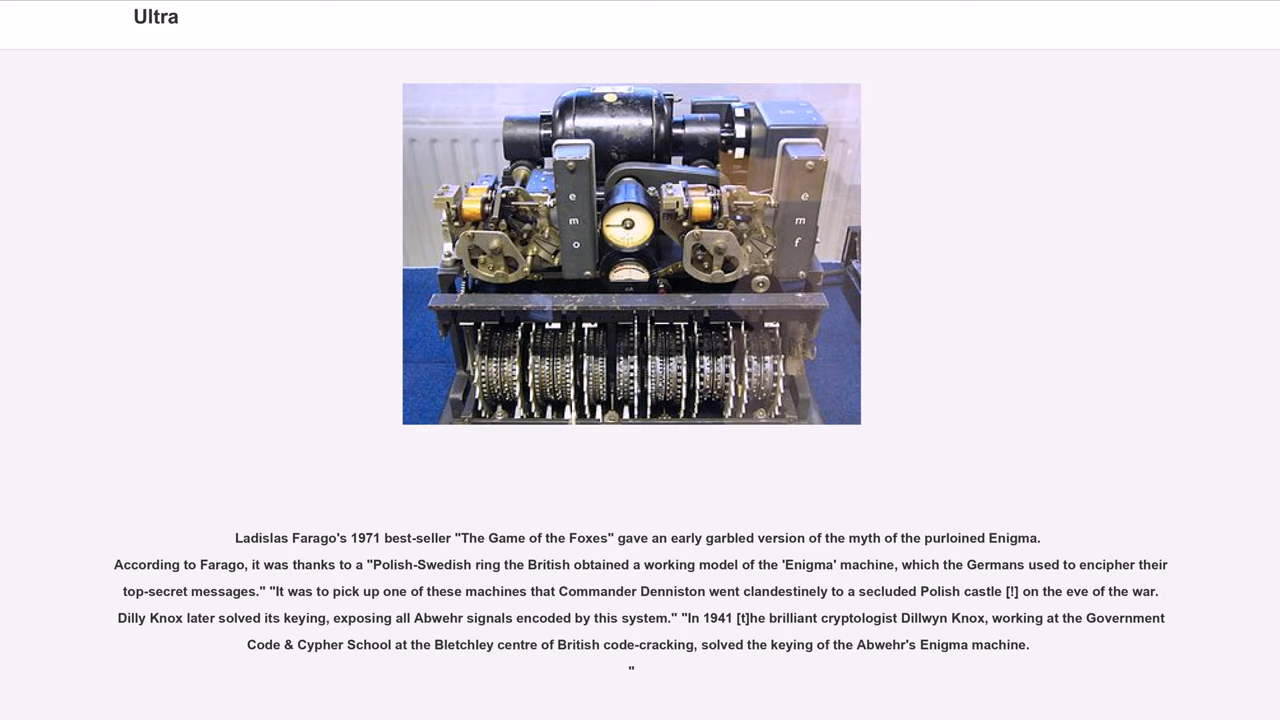 Ultra
e
m
o
e
m
f
Ladislas Farago's 1971 best-seller "The Game of the Foxes" gave an early garbled version of the myth of the purloined Enigma.
According to Farago, it was thanks to a "Polish-Swedish ring the British obtained a working model of the 'Enigma' machine, which the Germans used to encipher their
top-secret messages." "It was to pick up one of these machines that Commander Denniston went clandestinely to a secluded Polish castle [!] on the eve of the war.
Dilly Knox later solved its keying, exposing all Abwehr signals encoded by this system." "In 1941 [t]he brilliant cryptologist Dillwyn Knox, working at the Government
Code & Cypher School at the Bletchley centre of British code-cracking, solved the keying of the Abwehr's Enigma machine.
"